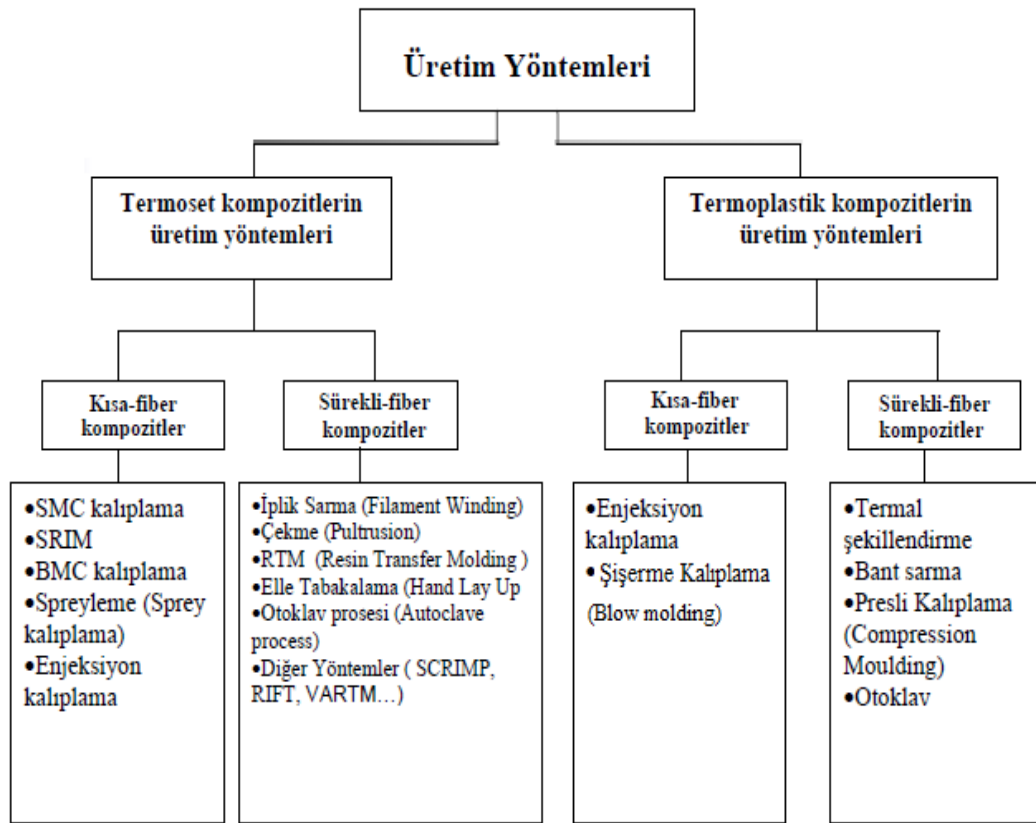 Üretim Yöntemleri
Termoset kompozitlerin
üretim yöntemleri
Termoplastik kompozitlerin
üretim yöntemleri
Kısa-fiber
kompozitler
Sürekli-fiber
kompozitler
Kısa-fiber
kompozitler
Sürekli-fiber
kompozitler
•SMC kalıplama
•SRIM
•BMC kalıplama
•Spreyleme (Sprey
kalıplama)
•Enjeksiyon
kalıplama
•İplik Sarma (Filament Winding)
•Çekme (Pultrusion)
•RTM (Resin Transfer Molding )
•Elle Tabakalama (Hand Lay Up
•Otoklav prosesi (Autoclave
process)
•Diğer Yöntemler ( SCRIMP,
RIFT, VARTM…)
•Enjeksiyon
kalıplama
• Şişerme Kalıplama
(Blow molding)
•Termal
şekillendirme
•Bant sarma
•Presli Kalıplama
(Compression
Moulding)
•Otoklav